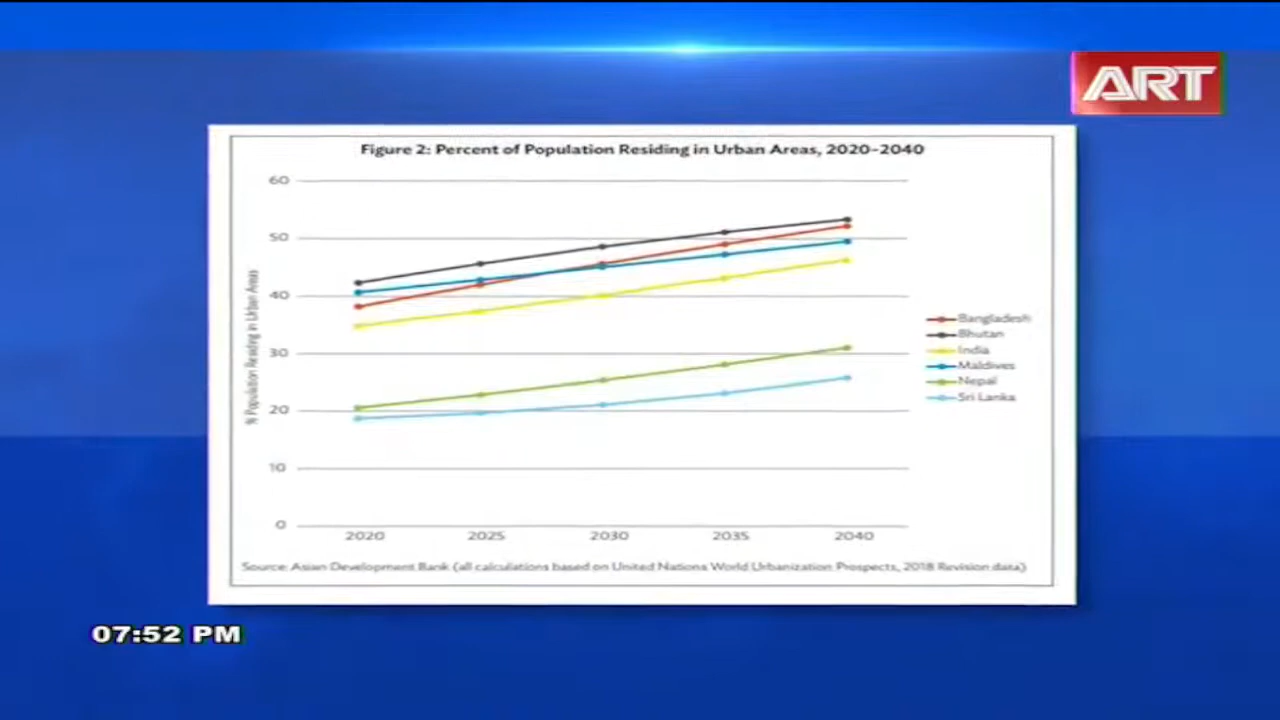 ART
Figure 2: Percent of Population Residing in Urban Areas, 2020–2040
60
50
40
30
20
10
0
% Population Residing in Urban Areas
2020 2025 2030 2035 2040
Bangladesh
Bhutan
India
Maldives
Nepal
Sri Lanka
Source: Asian Development Bank (all calculations based on United Nations World Urbanization Prospects, 2018 Revision data)
07:52 PM